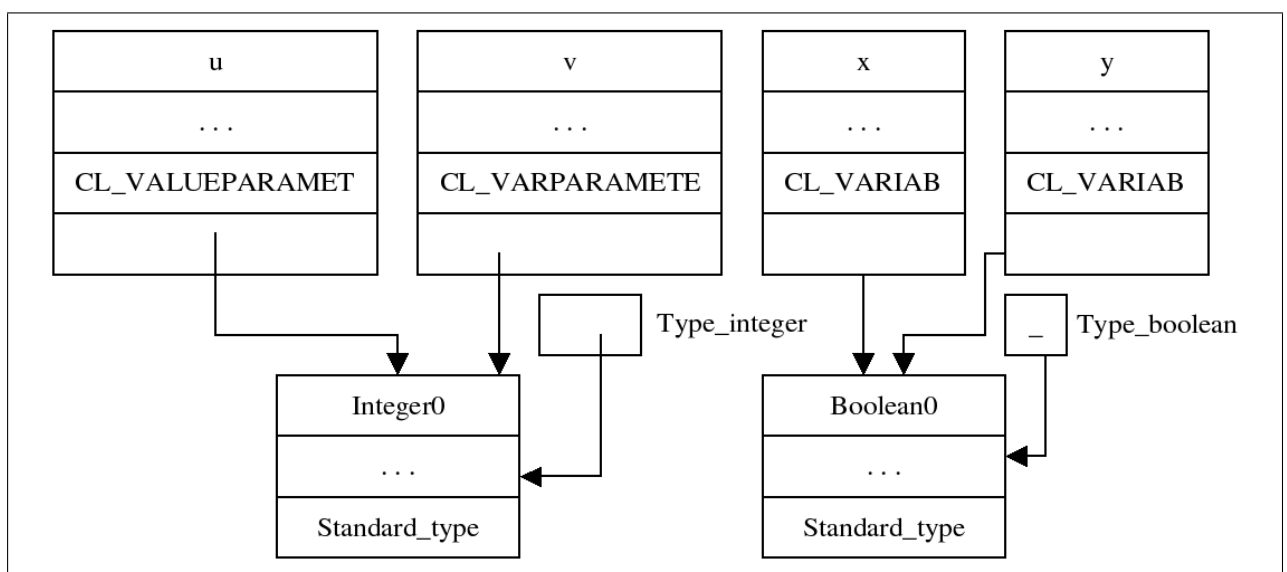 u v x y
. . . . . . . . . . . .
CL_VALUEPARAMET CL_VARPARAMETE CL_VARIAB CL_VARIAB
Type_integer _ Type_boolean
Integer0 Boolean0
. . . . . .
Standard_type Standard_type